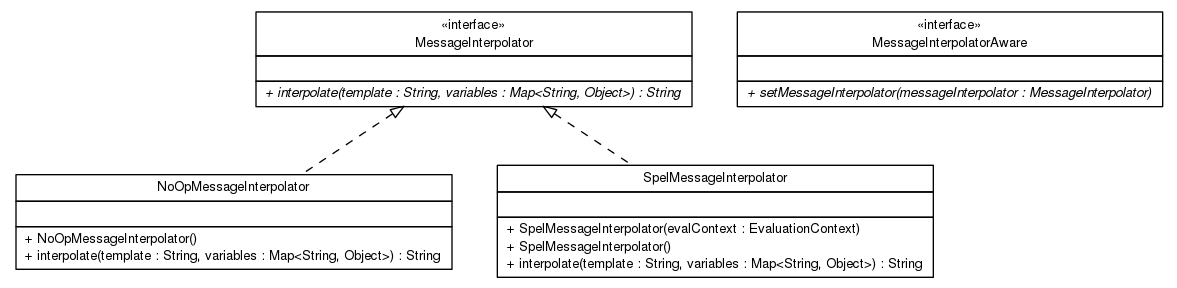 «interface»
MessageInterpolator
+ interpolate(template : String, variables : Map<String, Object>) : String
«interface»
MessageInterpolatorAware
+ setMessageInterpolator(messageInterpolator : MessageInterpolator)
NoOpMessageInterpolator
+ NoOpMessageInterpolator()
+ interpolate(template : String, variables : Map<String, Object>) : String
SpelMessageInterpolator
+ SpelMessageInterpolator(evalContext : EvaluationContext)
+ SpelMessageInterpolator()
+ interpolate(template : String, variables : Map<String, Object>) : String